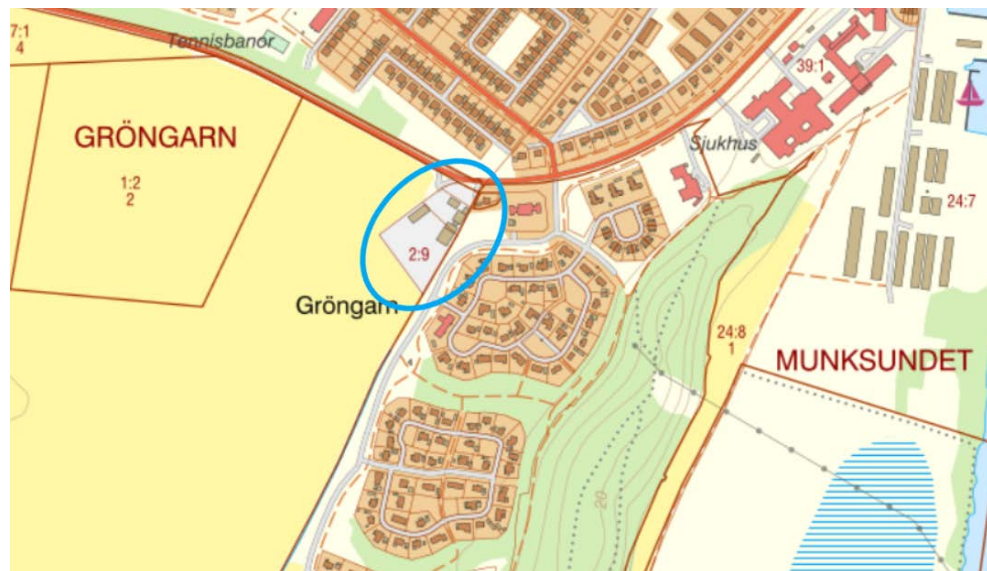 7:1
4
Tennisbanor
39:1
GRÖNGARN
Sjukhus
1:2
2
24:7
2:9
Gröngarn
24:8
1
MUNKSUNDET
20